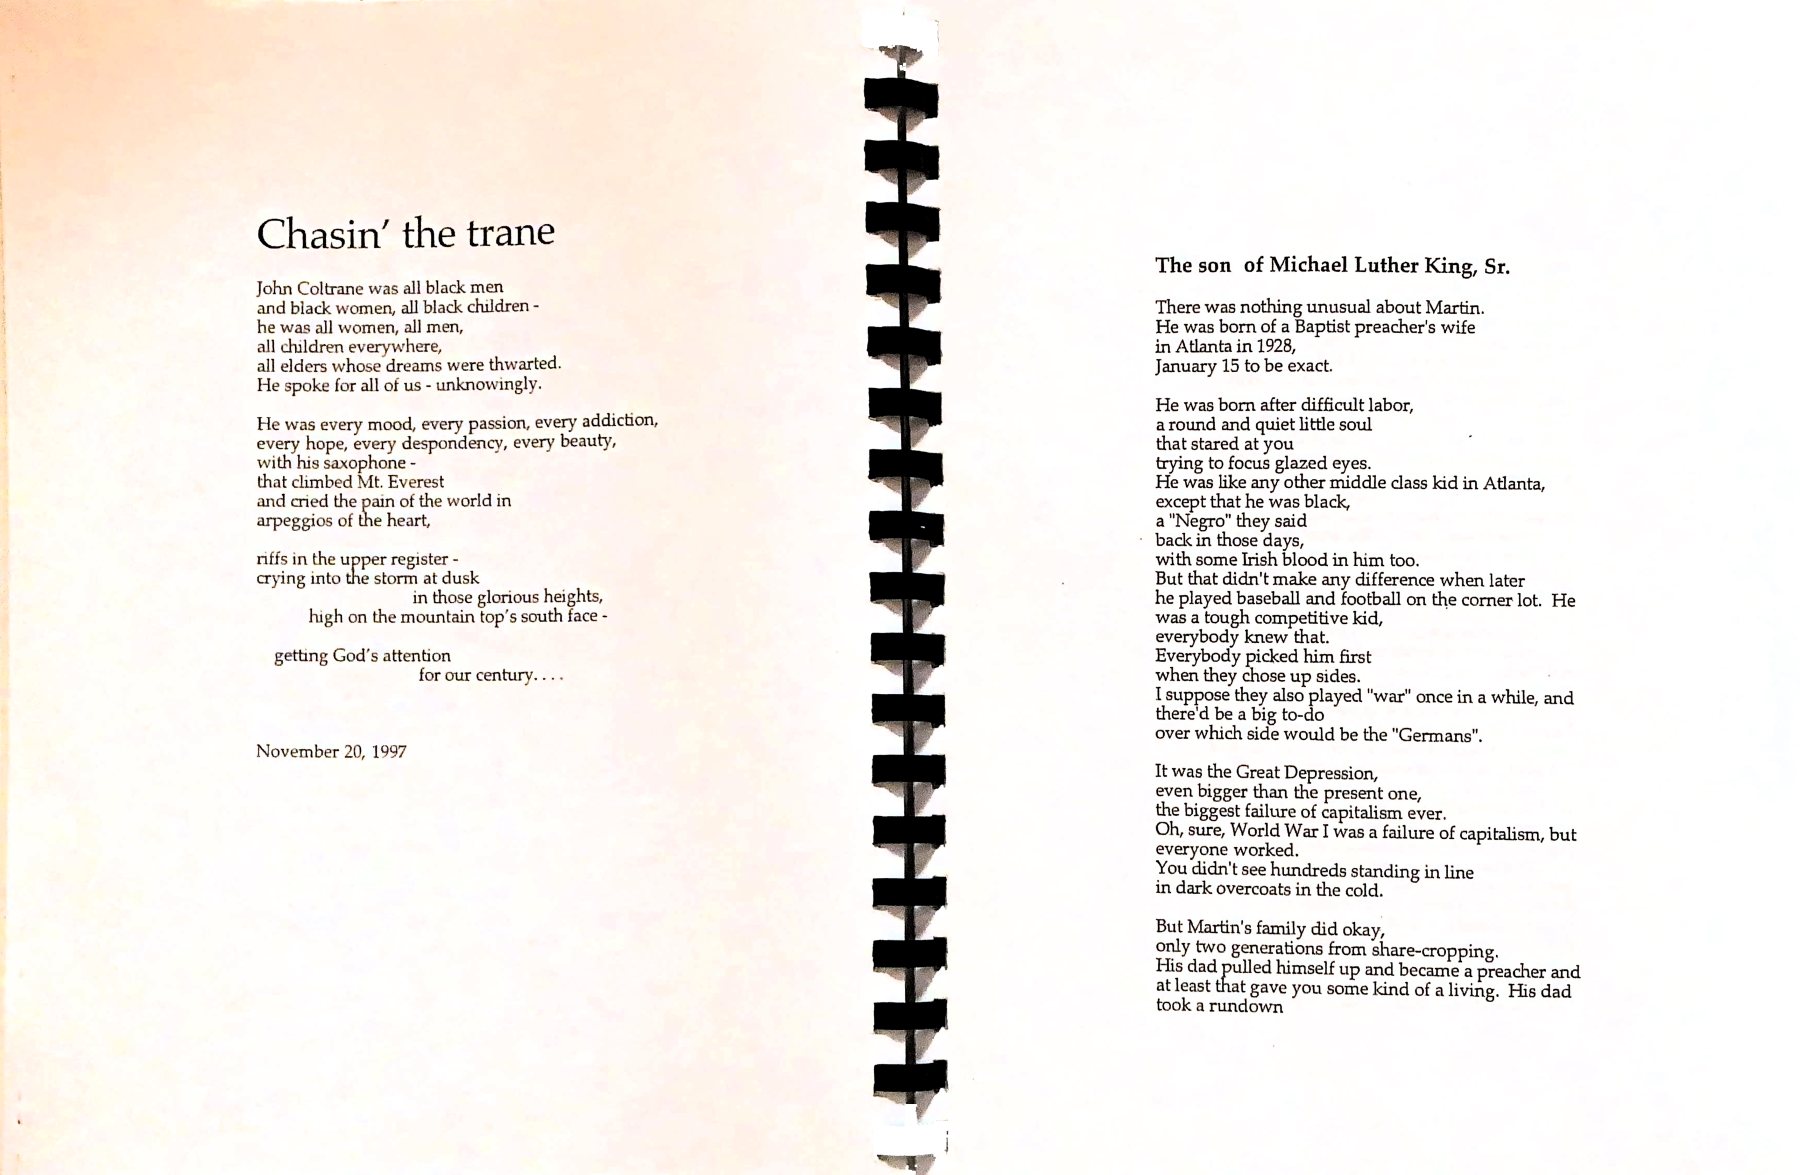 Chasin' the trane
John Coltrane was all black men
and black women, all black children -
he was all women, all men,
all children everywhere,
all elders whose dreams were thwarted.
He spoke for all of us - unknowingly.
He was every mood, every passion, every addiction,
every hope, every despondency, every beauty,
with his saxophone -
that climbed Mt. Everest
and cried the pain of the world in
arpeggios of the heart,
riffs in the upper register -
crying into the storm at dusk
in those glorious heights,
high on the mountain top's south face -
getting God's attention
for our century. . . .
November 20, 1997
The son of Michael Luther King, Sr.
There was nothing unusual about Martin.
He was born of a Baptist preacher's wife
in Atlanta in 1928,
January 15 to be exact.
He was born after difficult labor,
a round and quiet little soul
that stared at you
trying to focus glazed eyes.
He was like any other middle class kid in Atlanta,
except that he was black,
a "Negro" they said
back in those days,
with some Irish blood in him too.
But that didn't make any difference when later
he played baseball and football on the corner lot. He
was a tough competitive kid,
everybody knew that.
Everybody picked him first
when they chose up sides.
I suppose they also played "war" once in a while, and
there'd be a big to-do
over which side would be the "Germans".
It was the Great Depression,
even bigger than the present one,
the biggest failure of capitalism ever.
Oh, sure, World War I was a failure of capitalism, but
everyone worked.
You didn't see hundreds standing in line
in dark overcoats in the cold.
But Martin's family did okay,
only two generations from share-cropping.
His dad pulled himself up and became a preacher and
at least that gave you some kind of a living. His dad
took a rundown